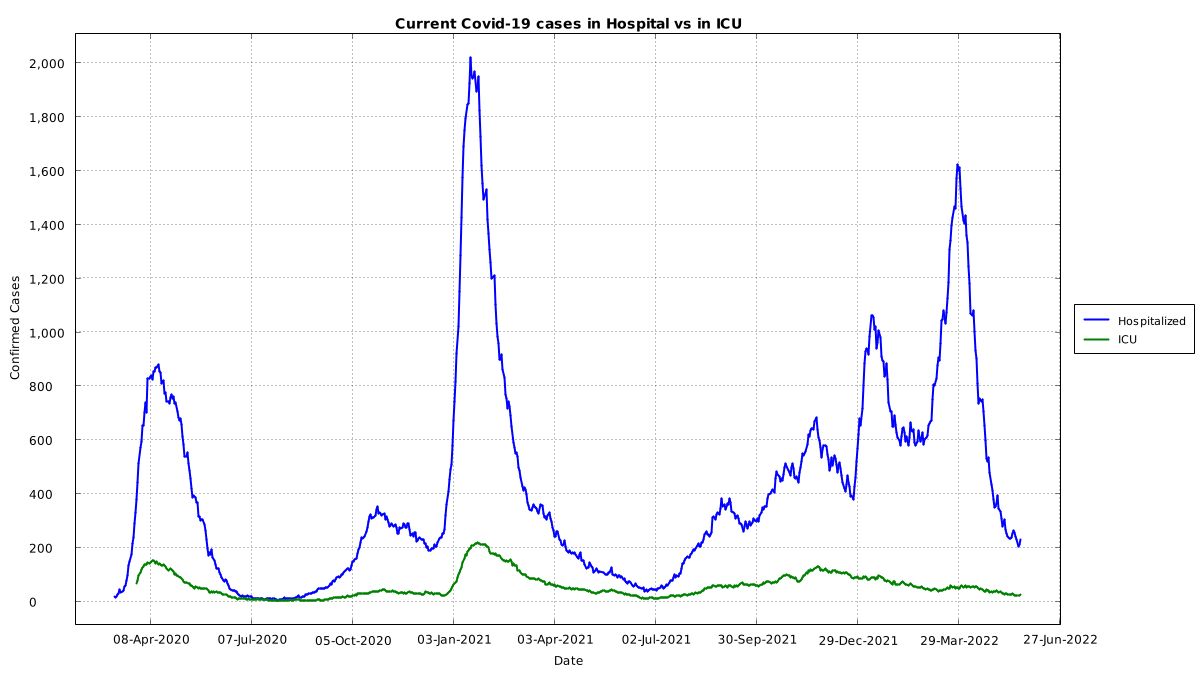 Current Covid-19 cases in Hospital vs in ICU
Confirmed Cases
2,000
1,800
1,600
1,400
1,200
1,000
800
600
400
200
0
08-Apr-2020 07-Jul-2020 05-Oct-2020 03-Jan-2021 03-Apr-2021 02-Jul-2021 30-Sep-2021 29-Dec-2021 29-Mar-2022 27-Jun-2022
Date
Hospitalized
ICU